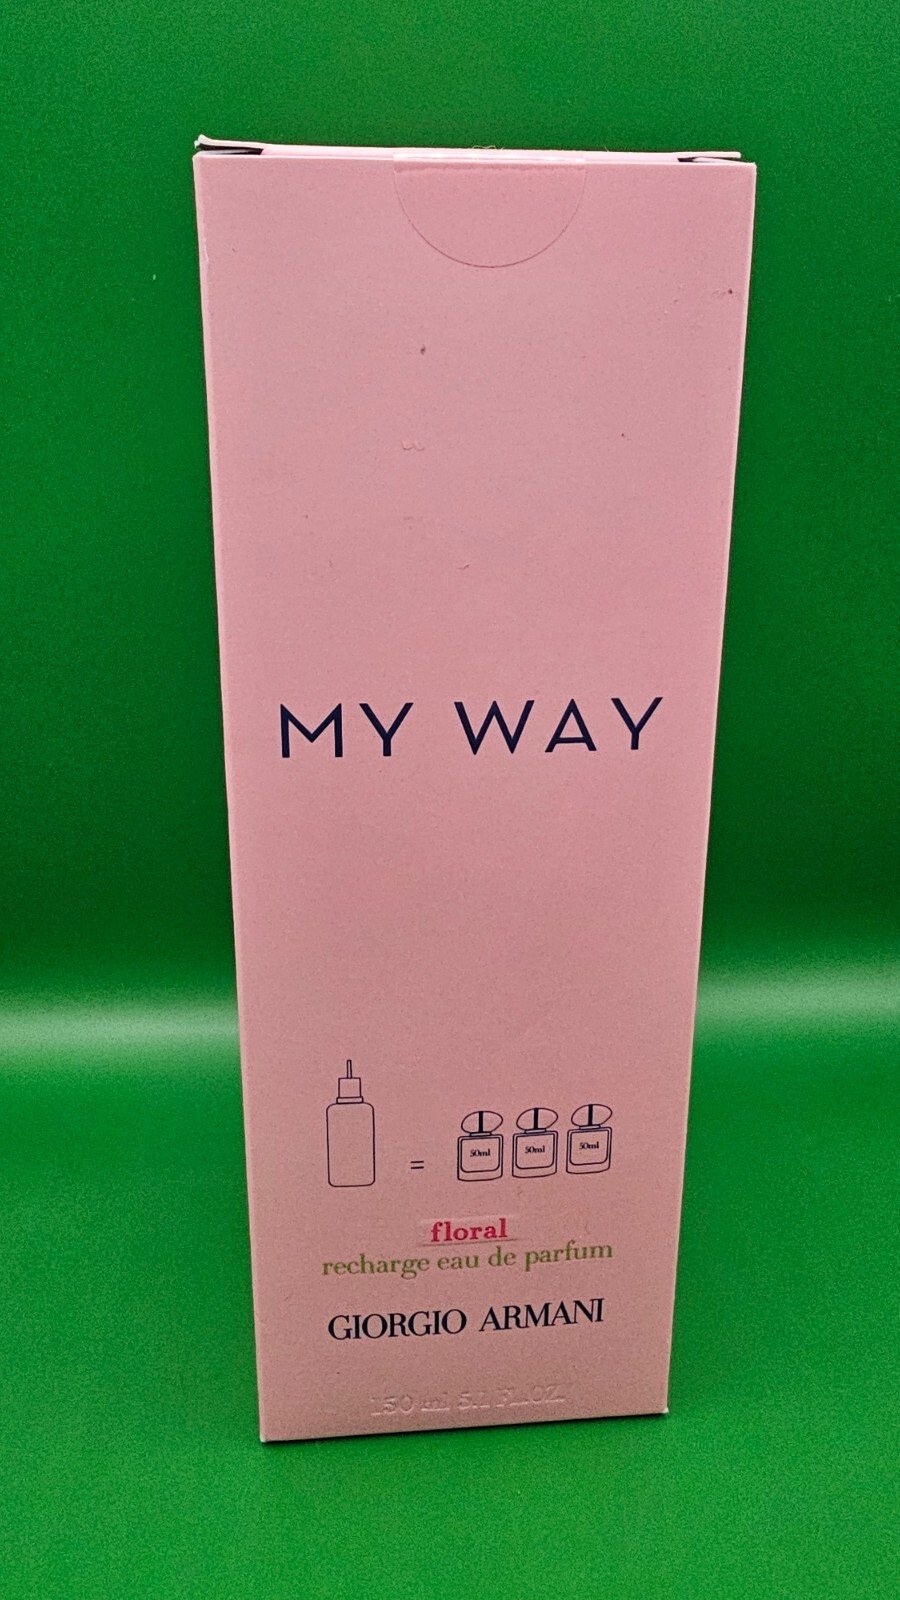 MY WAY
=
50ml 50ml 50ml
floral
recharge eau de parfum
GIORGIO ARMANI
150 ml 5.1 FL.OZ.